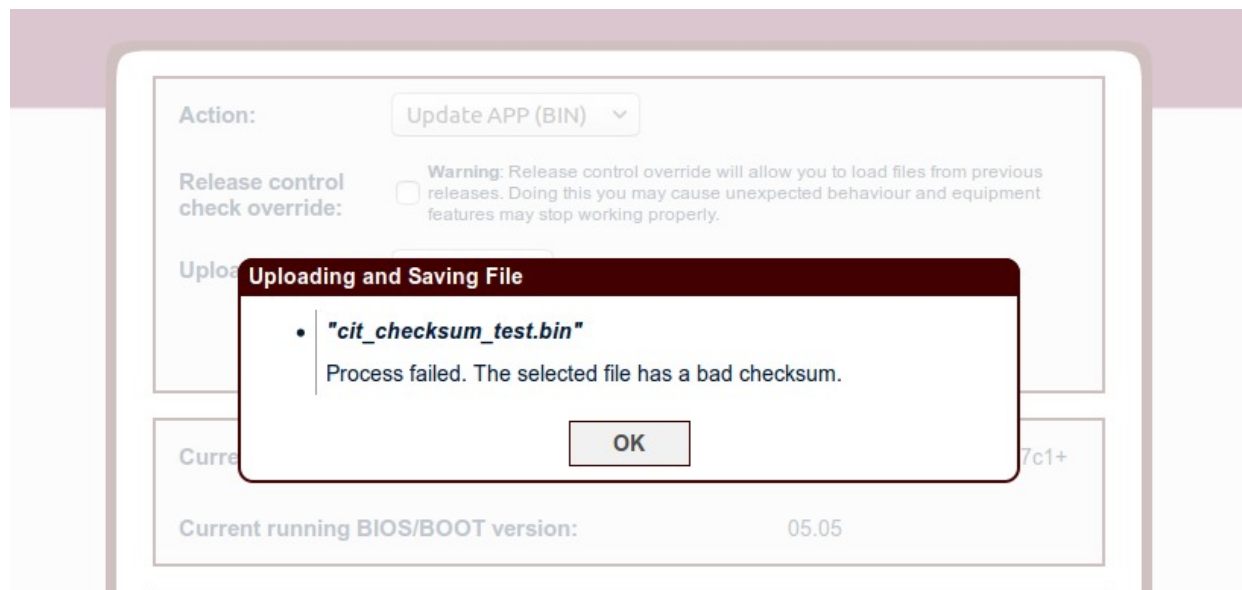 Action:
Update APP (BIN)
Release control
check override:
Warning: Release control override will allow you to load files from previous
releases. Doing this you may cause unexpected behaviour and equipment
features may stop working properly.
Uploading and Saving File
"cit_checksum_test.bin"
Process failed. The selected file has a bad checksum.
OK
7c1+
Current running BIOS/BOOT version:
05.05